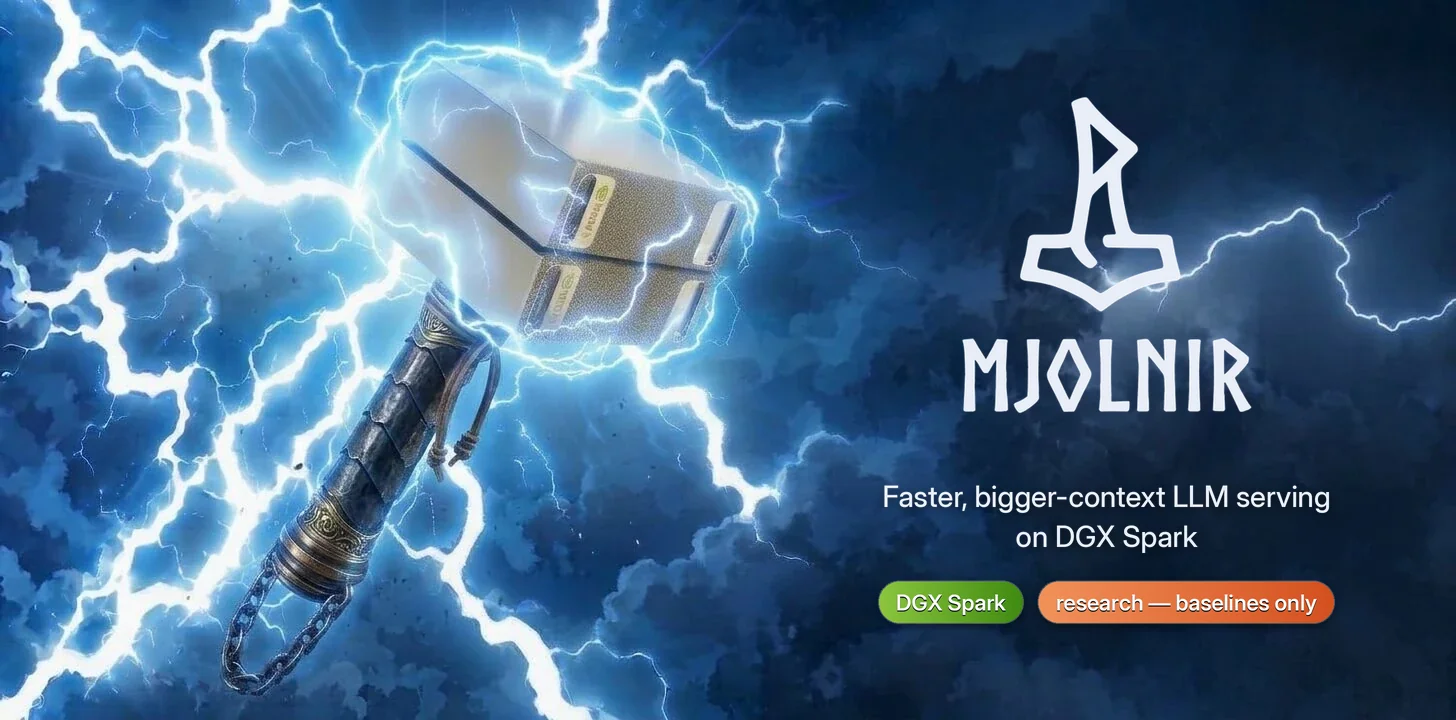 MJOLNIR
Faster, bigger-context LLM serving
on DGX Spark
DGX Spark
research — baselines only